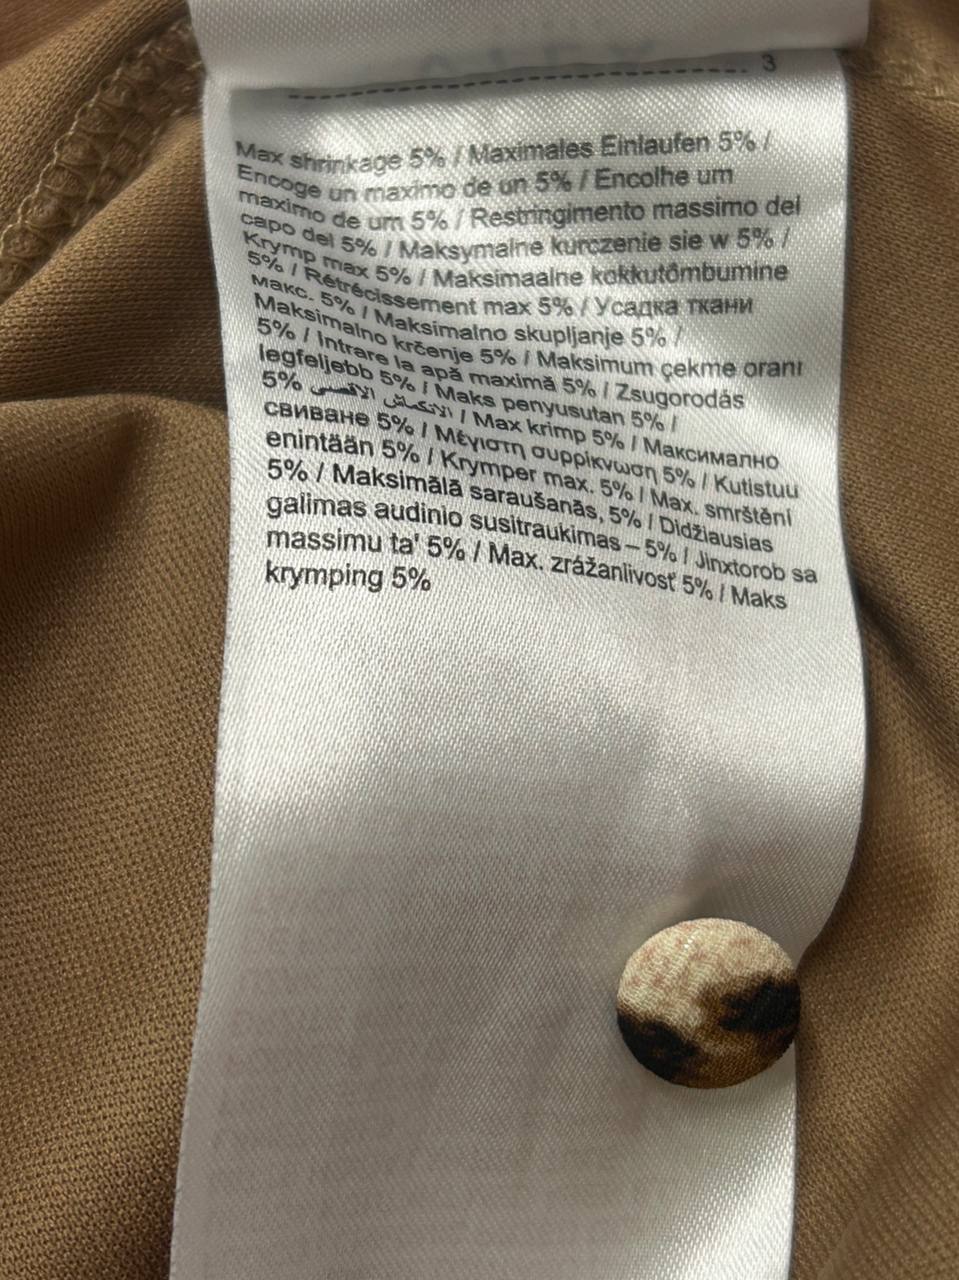 3
Max shrinkage 5% / Maximales Einlaufen 5% /
Encoge un maximo de un 5% / Encolhe um
maximo de um 5% / Restringimento massimo del
capo del 5% / Maksymalne kurczenie sie w 5% /
Krymp max 5% / Maksimaalne kokkutõmbumine
5% / Rétrécissement max 5% / Усадка ткани
макс. 5% / Maksimalno skupljanje 5% /
Maksimalno krčenje 5% / Maksimum çekme oranı
5% / Intrare la apă maximă 5% / Zsugorodás
legfeljebb 5% / Maks penyusutan 5% /
5% الانكماش الأقصى / Max krimp 5% / Максимално
свиване 5% / Μέγιστη συρρίκνωση 5% / Kutistuu
enintään 5% / Krymper max. 5% / Max. smrštění
5% / Maksimālā saraušanās, 5% / Didžiausias
galimas audinio susitraukimas – 5% / Jinxtorob sa
massimu ta' 5% / Max. zrážanlivosť 5% / Maks
krymping 5%